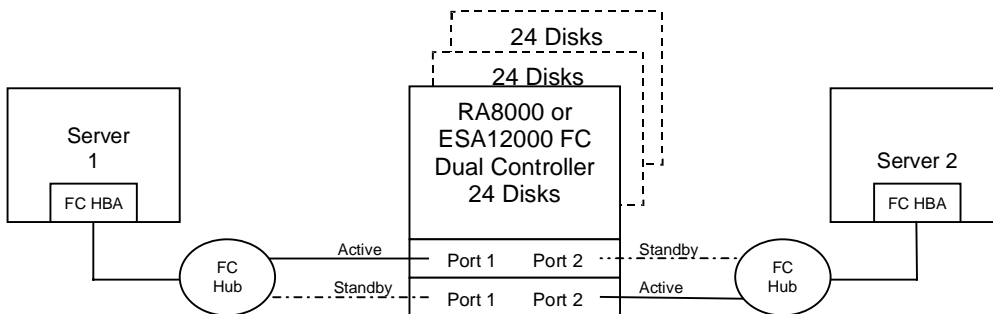 24 Disks
24 Disks
RA8000 or
ESA12000 FC
Dual Controller
24 Disks
Server
1
FC HBA
Server 2
FC HBA
Active
Port 1
Port 2
Standby
FC
Hub
FC
Hub
Standby
Port 1
Port 2
Active